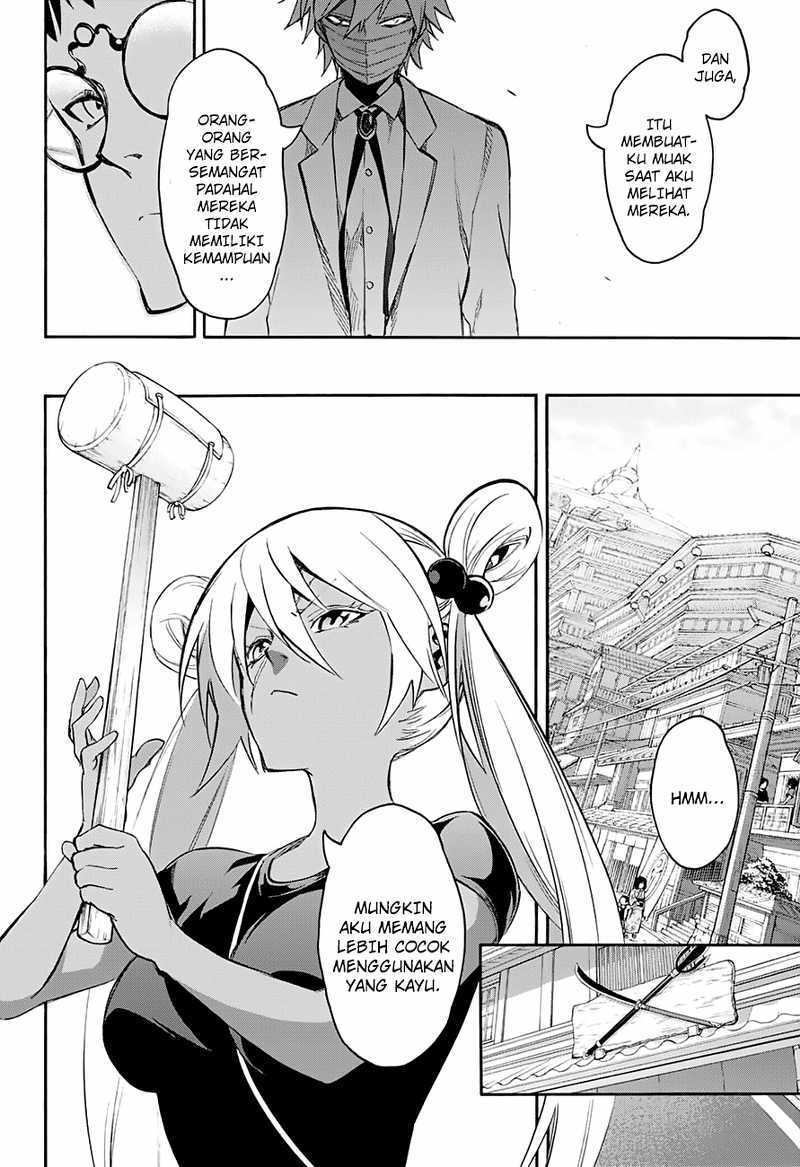 DAN
JUGA,
ITU
MEMBUAT-
KU MUAK
SAAT AKU
MELIHAT
MEREKA.
ORANG-
ORANG
YANG BER-
SEMANGAT
PADAHAL
MEREKA
TIDAK
MEMILIKI
KEMAMPUAN
...
HMM...
MUNGKIN
AKU MEMANG
LEBIH COCOK
MENGGUNAKAN
YANG KAYU.